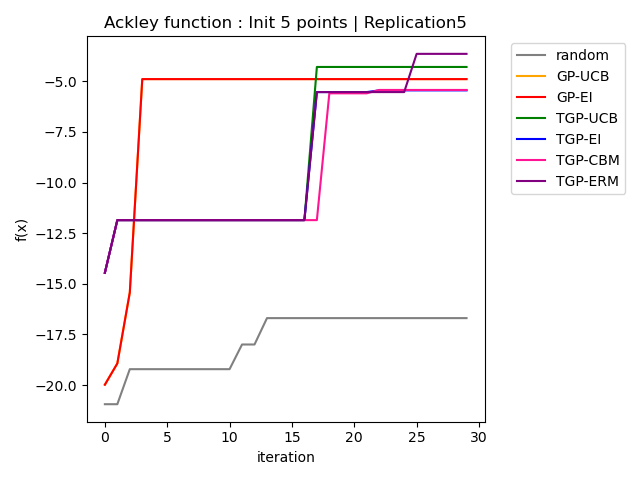 Ackley function : Init 5 points | Replication5
random
GP-UCB
GP-EI
TGP-UCB
TGP-EI
TGP-CBM
TGP-ERM
f(x)
−5.0
−7.5
−10.0
−12.5
−15.0
−17.5
−20.0
0 5 10 15 20 25 30
iteration